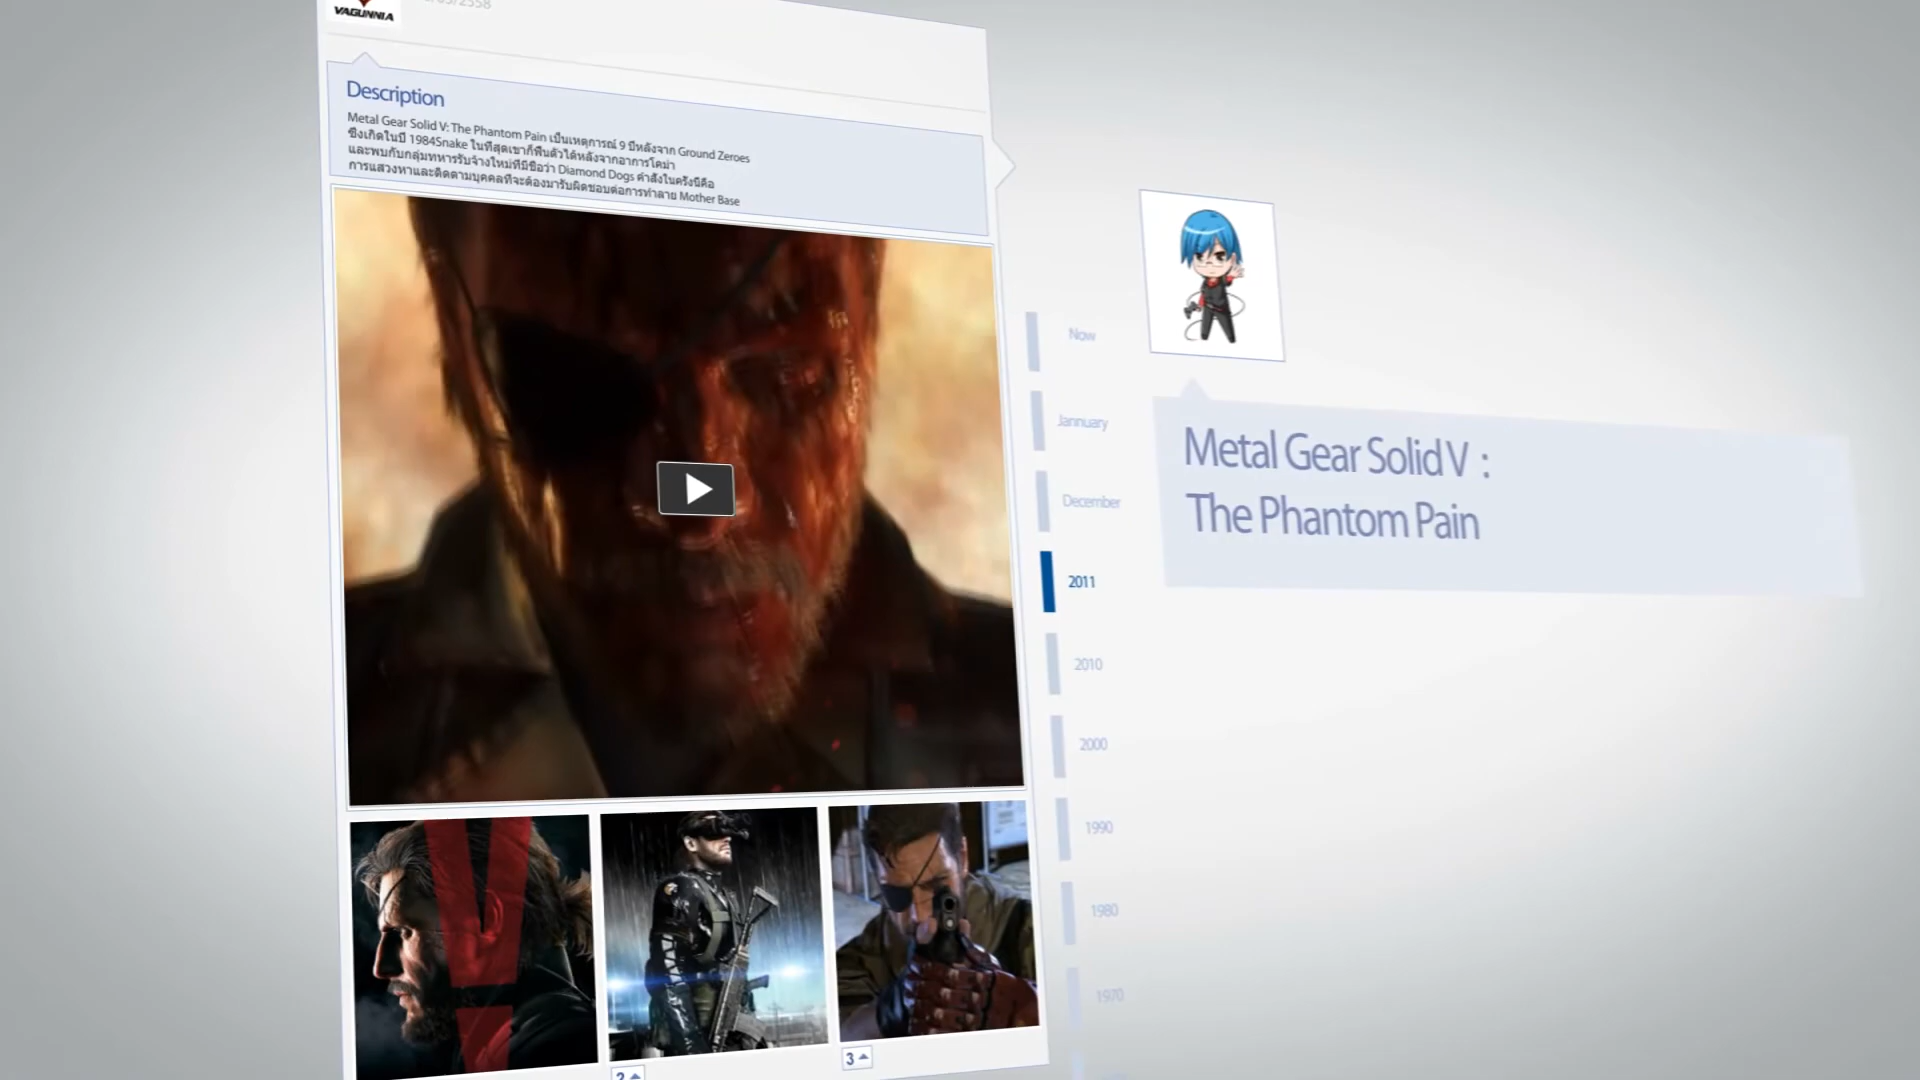 VAGUNNIA
/2558
Description
Metal Gear Solid V: The Phantom Pain เป็นเหตุการณ์ 9 ปีหลังจาก Ground Zeroes
ซึ่งเกิดในปี 1984Snake ในที่สุดเขาก็ฟื้นตัวได้หลังจากอาการโคม่า
และพบกับกลุ่มทหารรับจ้างใหม่ที่มีชื่อว่า Diamond Dogs คำสั่งในครั้งนี้คือ
การแสวงหาและติดตามบุคคลที่จะต้องมารับผิดชอบต่อการทำลาย Mother Base
Now
Jannuary
December
2011
2010
2000
1990
1980
1970
Metal Gear Solid V :
The Phantom Pain
2
3